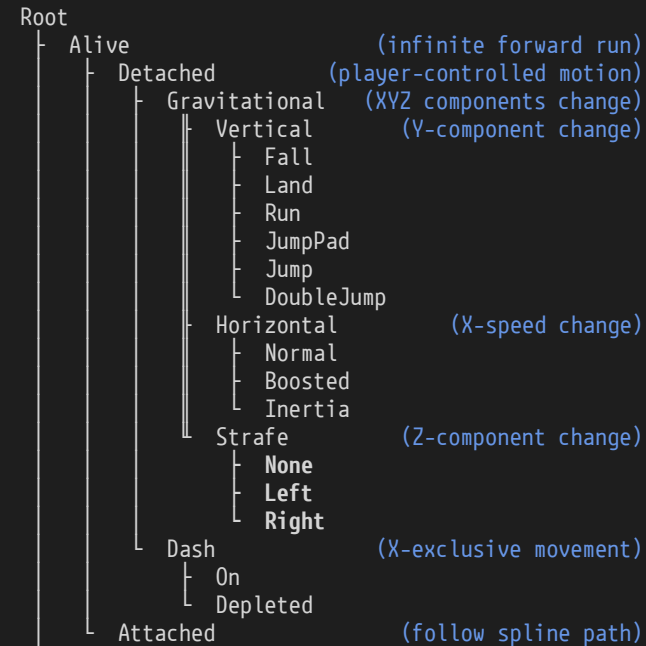 Root
Alive (infinite forward run)
Detached (player-controlled motion)
Gravitational (XYZ components change)
Vertical (Y-component change)
Fall
Land
Run
JumpPad
Jump
DoubleJump
Horizontal (X-speed change)
Normal
Boosted
Inertia
Strafe (Z-component change)
None
Left
Right
Dash (X-exclusive movement)
On
Depleted
Attached (follow spline path)